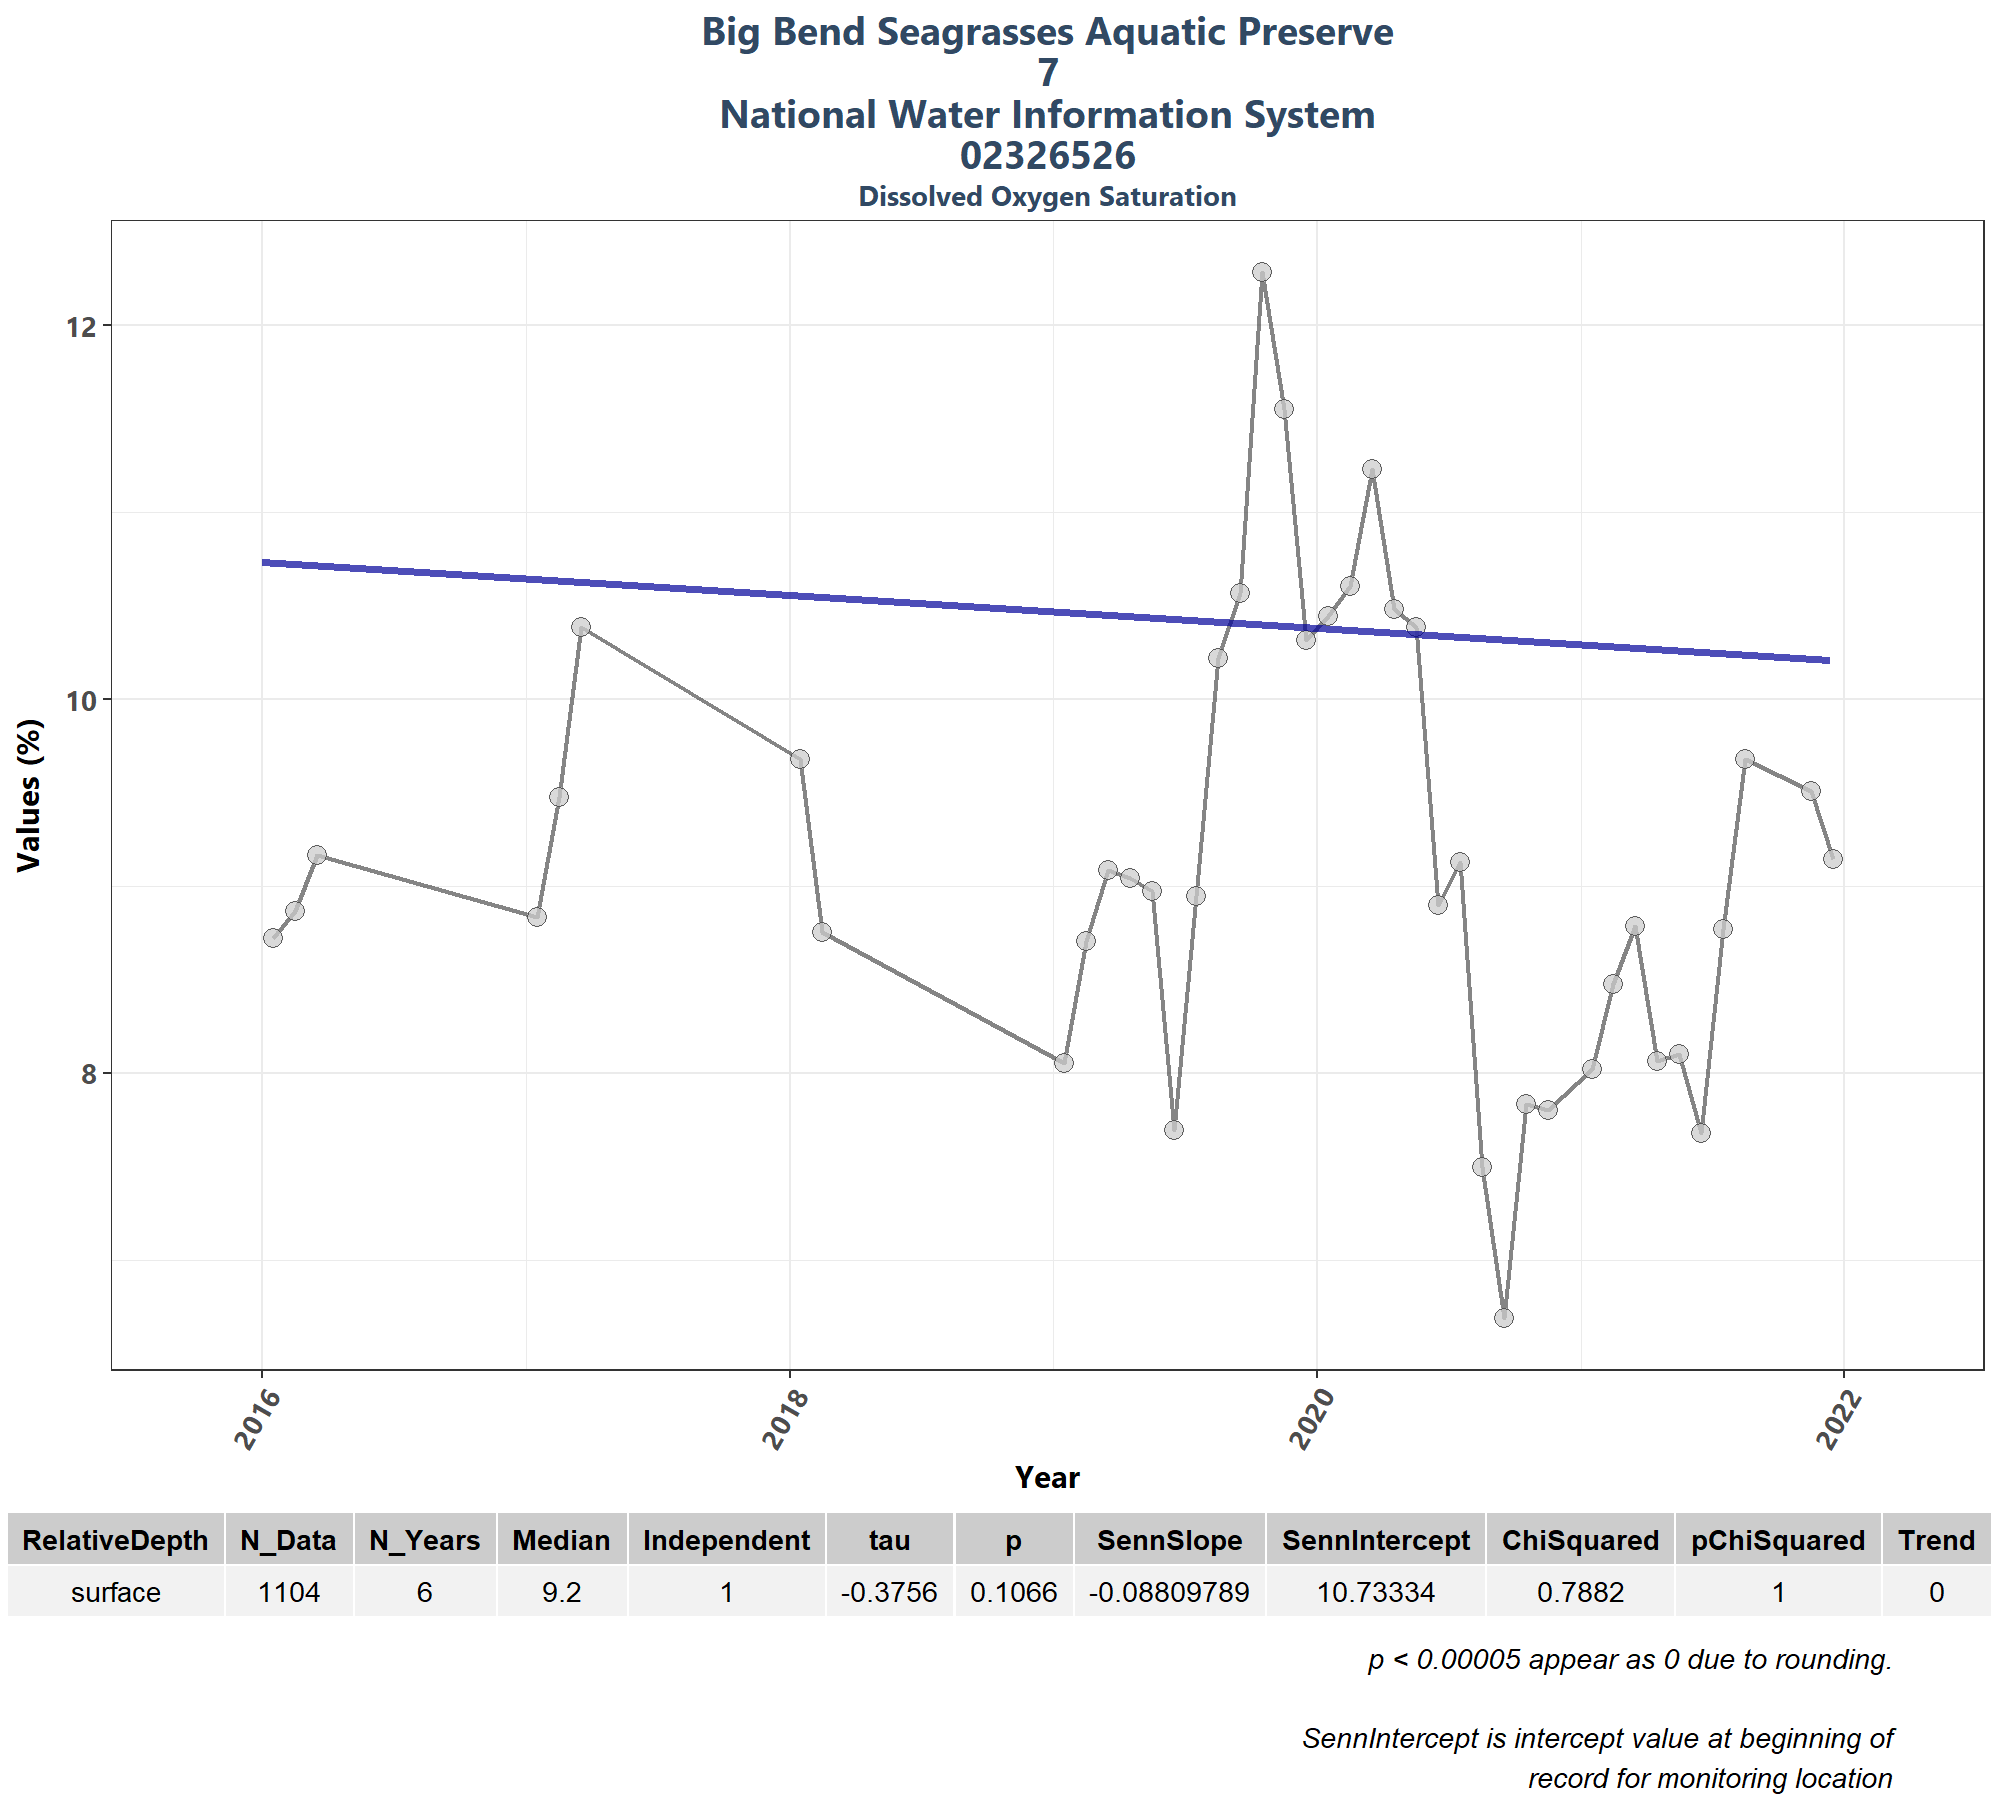 Big Bend Seagrasses Aquatic Preserve
7
National Water Information System
02326526
Dissolved Oxygen Saturation
12
10
8
Values (%)
2016 2018 2020 2022
Year
RelativeDepth N_Data N_Years Median Independent tau p SennSlope SennIntercept ChiSquared pChiSquared Trend
surface 1104 6 9.2 1 -0.3756 0.1066 -0.08809789 10.73334 0.7882 1 0
p < 0.00005 appear as 0 due to rounding.
SennIntercept is intercept value at beginning of
record for monitoring location